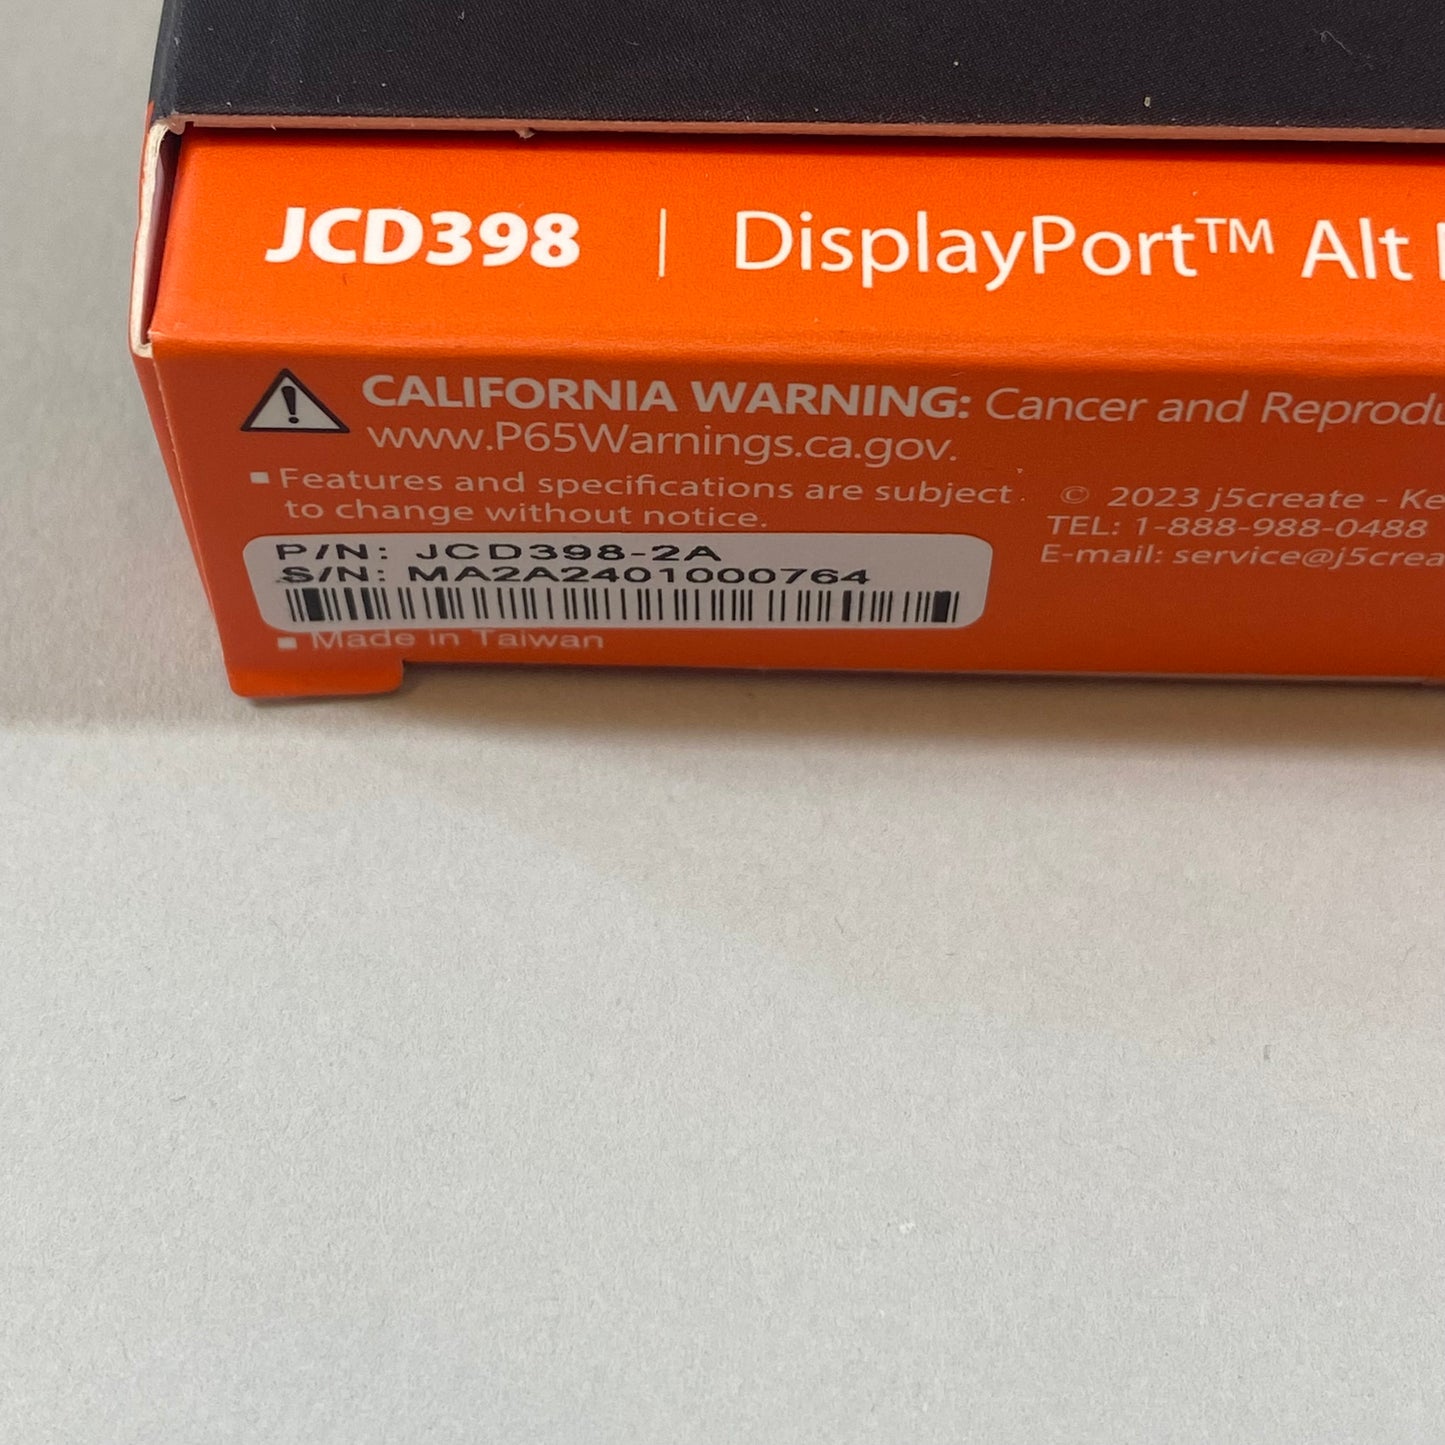 JCD398 | DisplayPort™ Alt
CALIFORNIA WARNING: Cancer and
www.P65Warnings.ca.gov.
▪ Features and specifications are subject
to change without notice.
© 2023 j5create -
TEL: 1-888-988-0488
E-mail:
P/N: JCD398-2A
S/N: MA2A2401000764
▪ Made in Taiwan